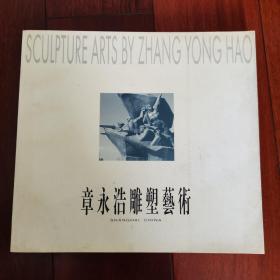 SCULPTURE ARTS BY ZHANG YONG HAO
章永浩雕塑藝術
SHANGHAI CHINA